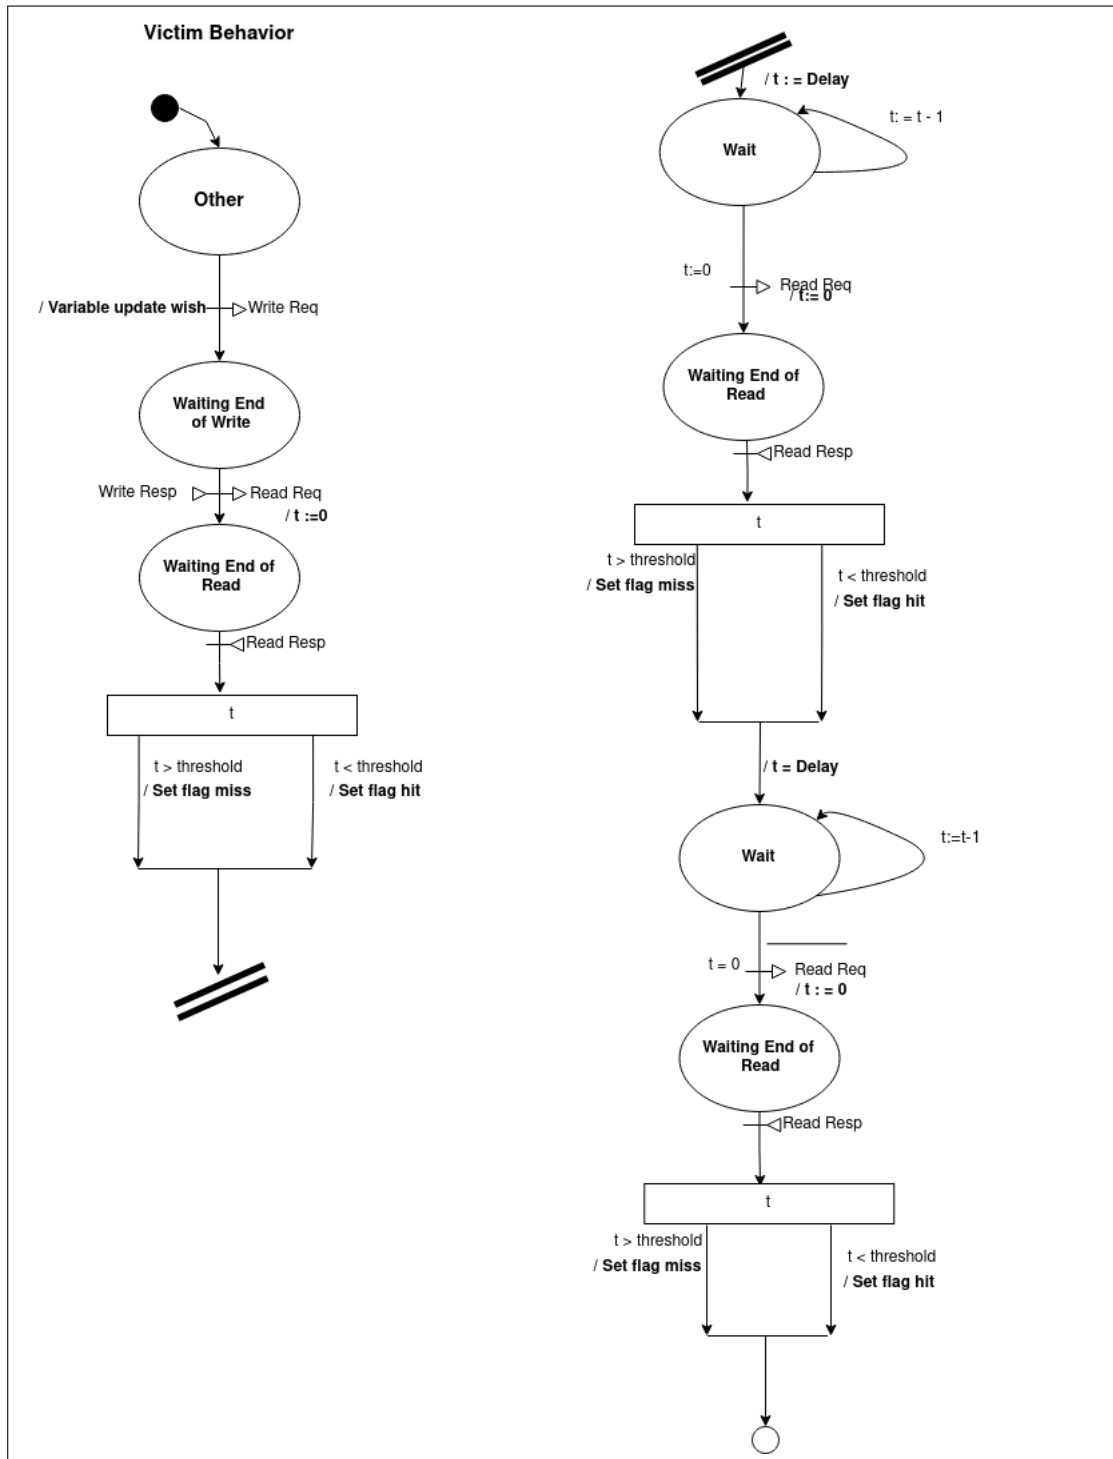 Victim Behavior
Other
/ Variable update wish
Write Req
Waiting End
of Write
Write Resp
Read Req
/ t :=0
Waiting End of
Read
Read Resp
t
t > threshold
/ Set flag miss
t < threshold
/ Set flag hit
/ t : = Delay
Wait
t: = t - 1
t:=0
Read Req
/ t:= 0
Waiting End of
Read
Read Resp
t
t > threshold
/ Set flag miss
t < threshold
/ Set flag hit
/ t = Delay
Wait
t:=t-1
t = 0
Read Req
/ t : = 0
Waiting End of
Read
Read Resp
t
t > threshold
/ Set flag miss
t < threshold
/ Set flag hit